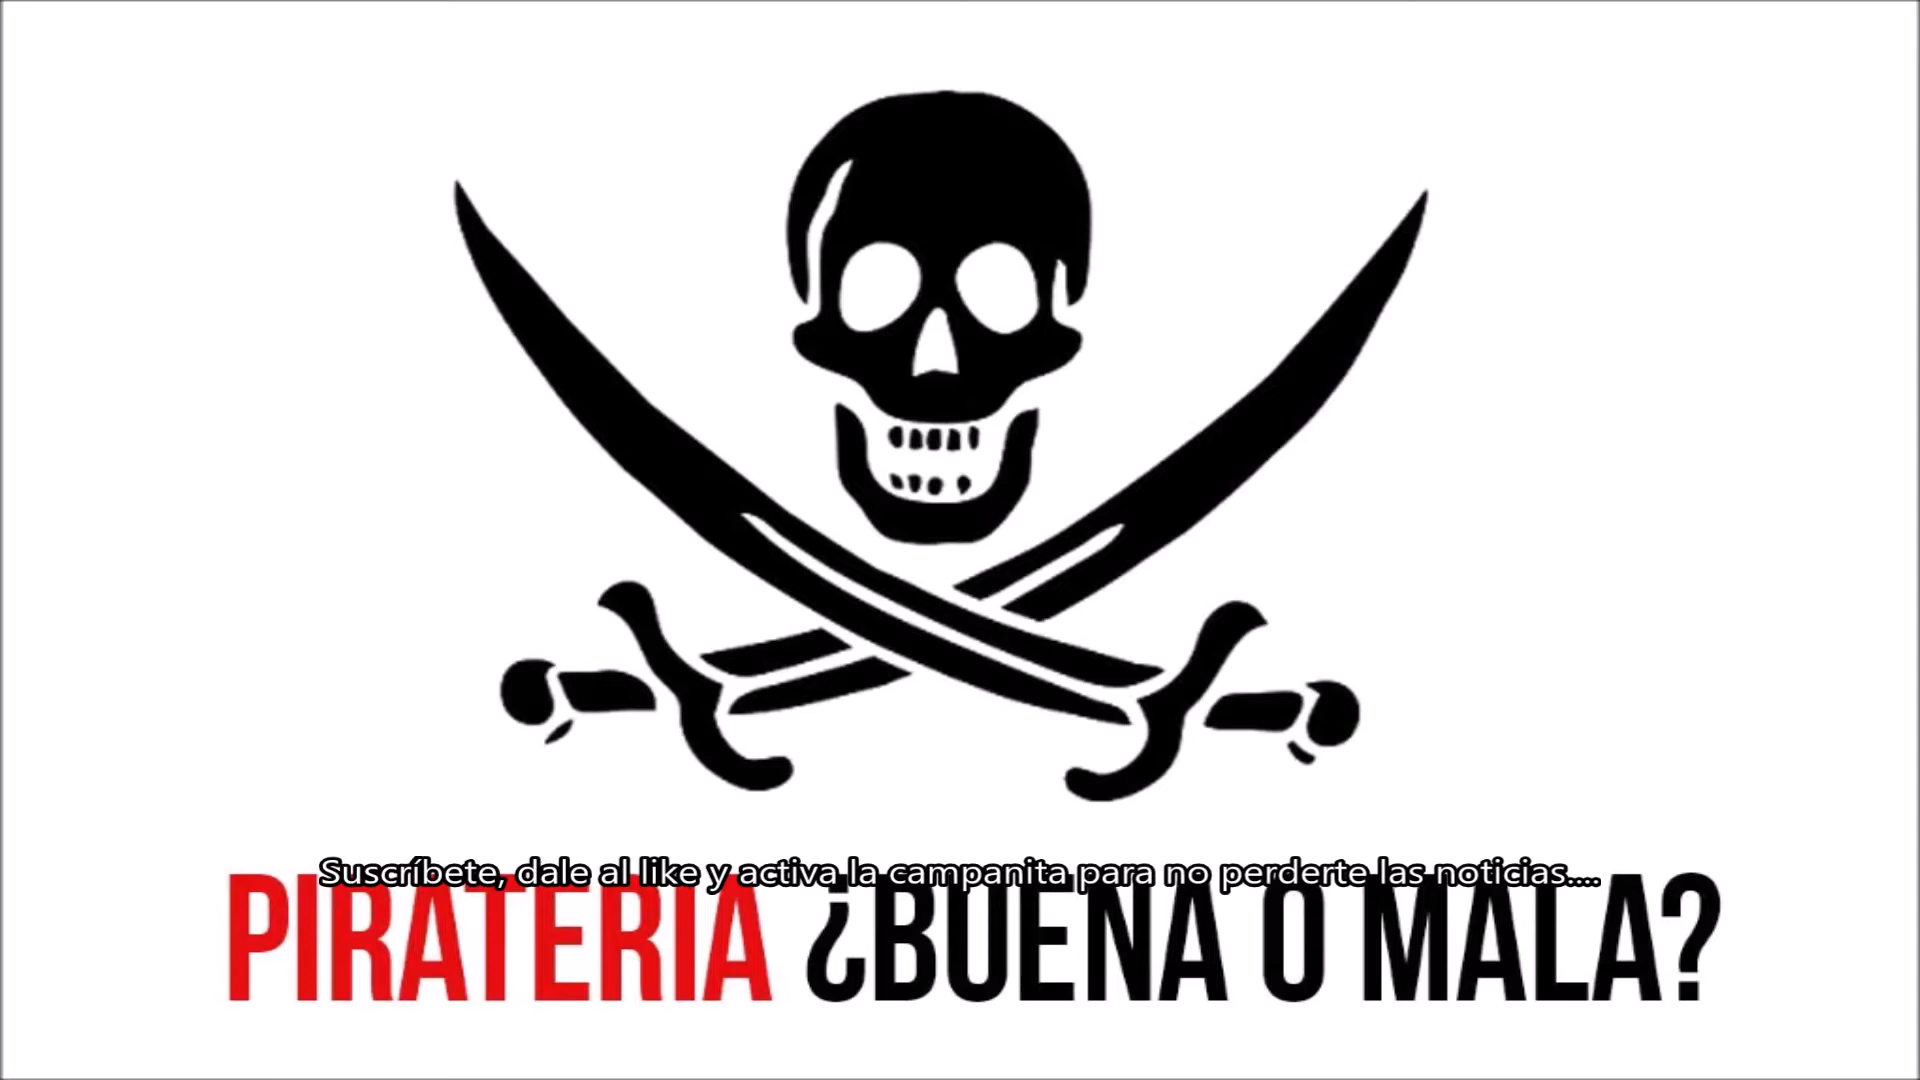 Suscríbete, dale al like y activa la campanita para no perderte las noticias....
PIRATERIA ¿BUENA O MALA?